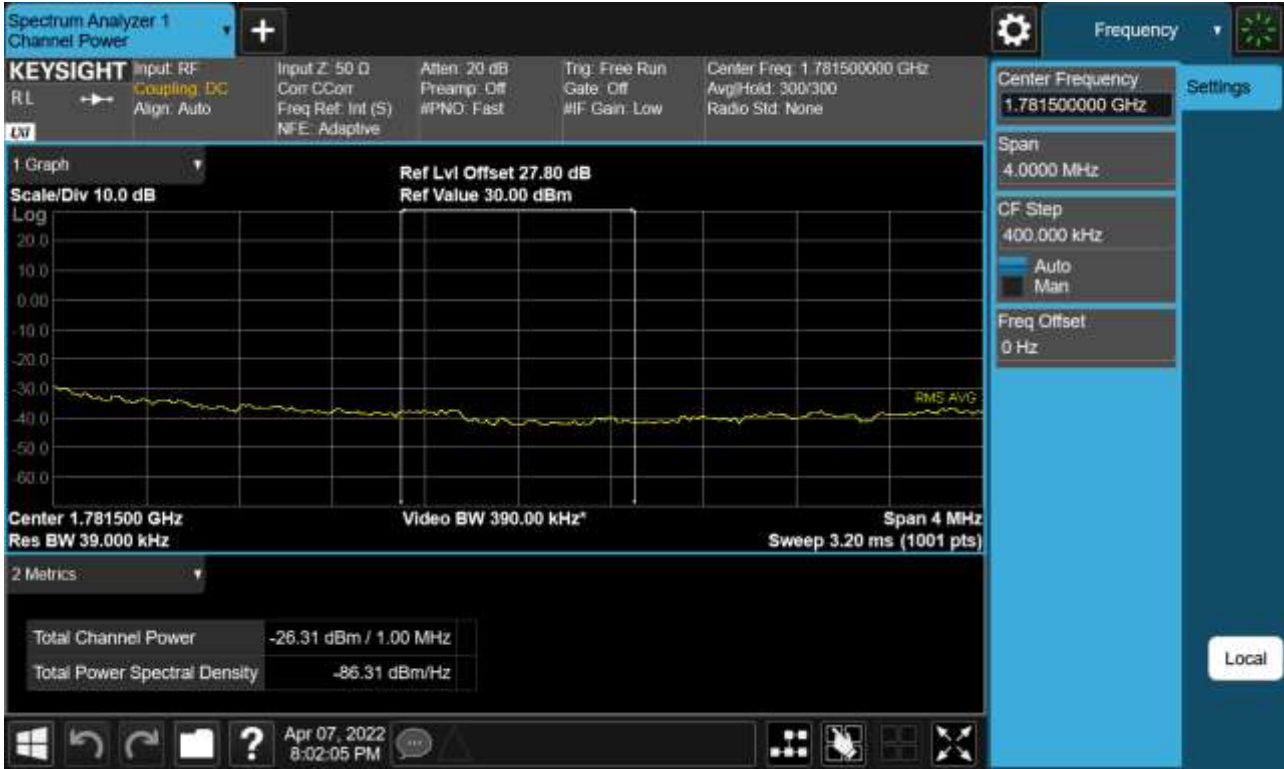 Spectrum Analyzer 1
Channel Power
Frequency
KEYSIGHT
RL
LXI
Input: RF
Coupling: DC
Align: Auto
Input Z: 50 Ω
Corr CCorr
Freq Ref: Int (S)
NFE: Adaptive
Atten: 20 dB
Preamp: Off
#PNO: Fast
Trig: Free Run
Gate: Off
#IF Gain: Low
Center Freq: 1.781500000 GHz
Avg|Hold: 300/300
Radio Std: None
Center Frequency
1.781500000 GHz
Settings
Span
4.0000 MHz
CF Step
400.000 kHz
Auto
Man
Freq Offset
0 Hz
1 Graph
Scale/Div 10.0 dB
Ref Lvl Offset 27.80 dB
Ref Value 30.00 dBm
Log
20.0
10.0
0.00
-10.0
-20.0
-30.0
-40.0
-50.0
-60.0
RMS AVG
Center 1.781500 GHz
Video BW 390.00 kHz*
Span 4 MHz
Res BW 39.000 kHz
Sweep 3.20 ms (1001 pts)
2 Metrics
Total Channel Power -26.31 dBm / 1.00 MHz
Total Power Spectral Density -86.31 dBm/Hz
Local
?
Apr 07, 2022
8:02:05 PM